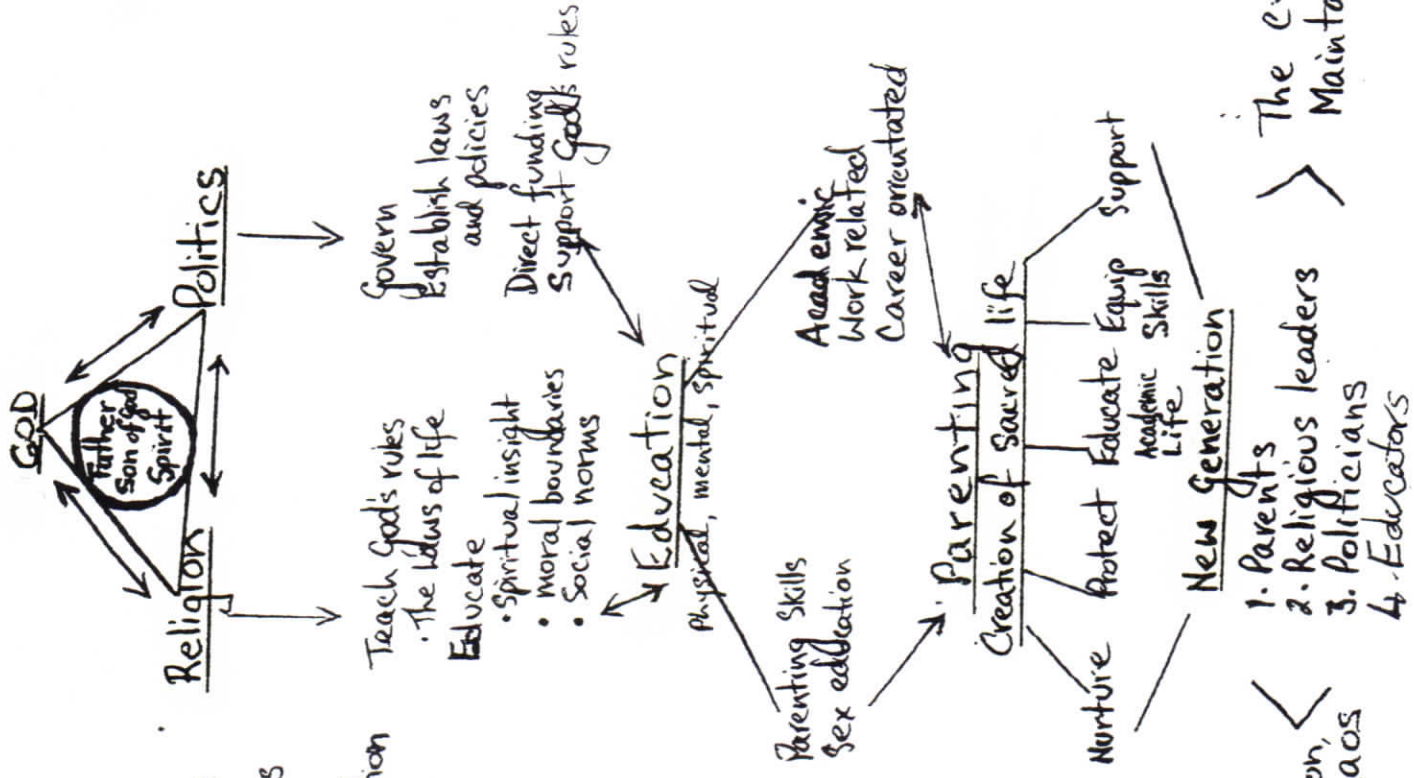 GOD
Father
Son of God
Spirit
Religion
Politics
Teach God's rules
• The laws of life
Educate
• Spiritual insight
• moral boundaries
• Social norms
Govern
Establish laws
and policies
Direct funding
Support God's rules
Education
Physical, mental, spiritual
Parenting Skills
Sex education
Academic
Work related
Career orientated
Parenting
Creation of Sacred life
Nurture
Protect
Educate
Academic
Life
Equip
Skills
Support
New Generation
1. Parents
2. Religious leaders
3. Politicians
4. Educators
The